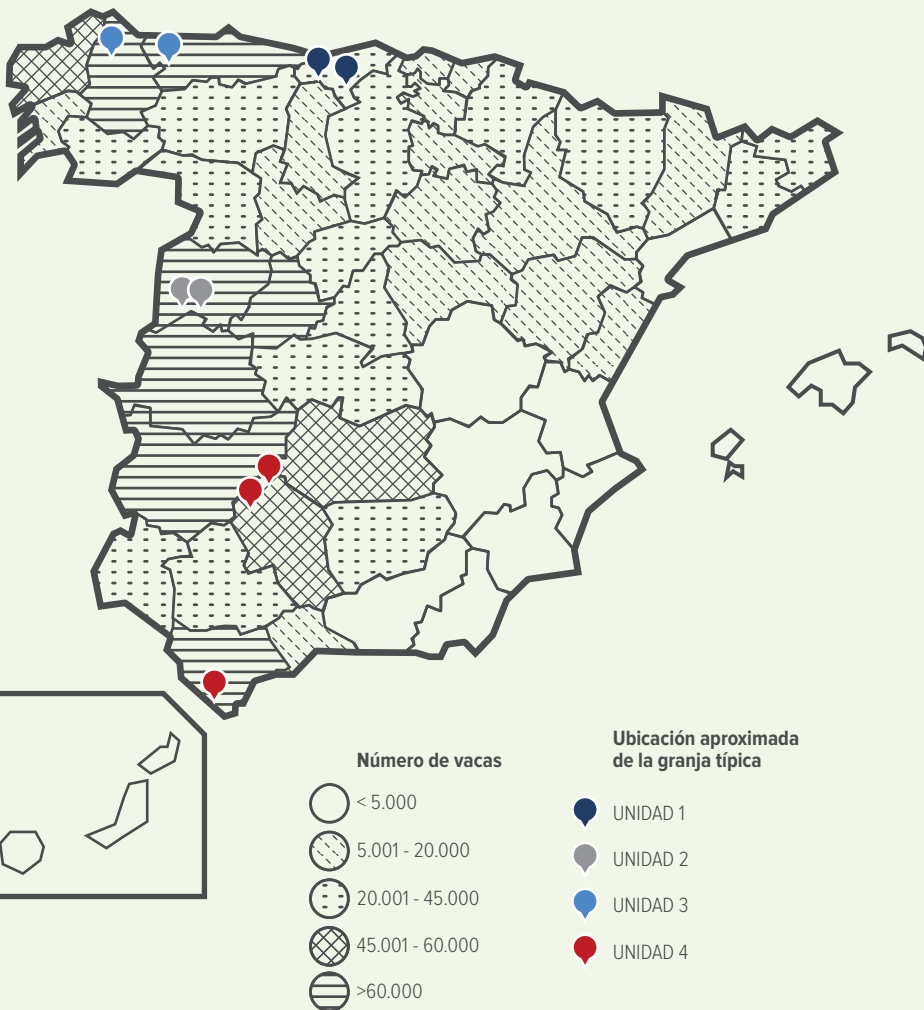 Número de vacas
< 5.000
5.001 - 20.000
20.001 - 45.000
45.001 - 60.000
>60.000
Ubicación aproximada
de la granja típica
UNIDAD 1
UNIDAD 2
UNIDAD 3
UNIDAD 4